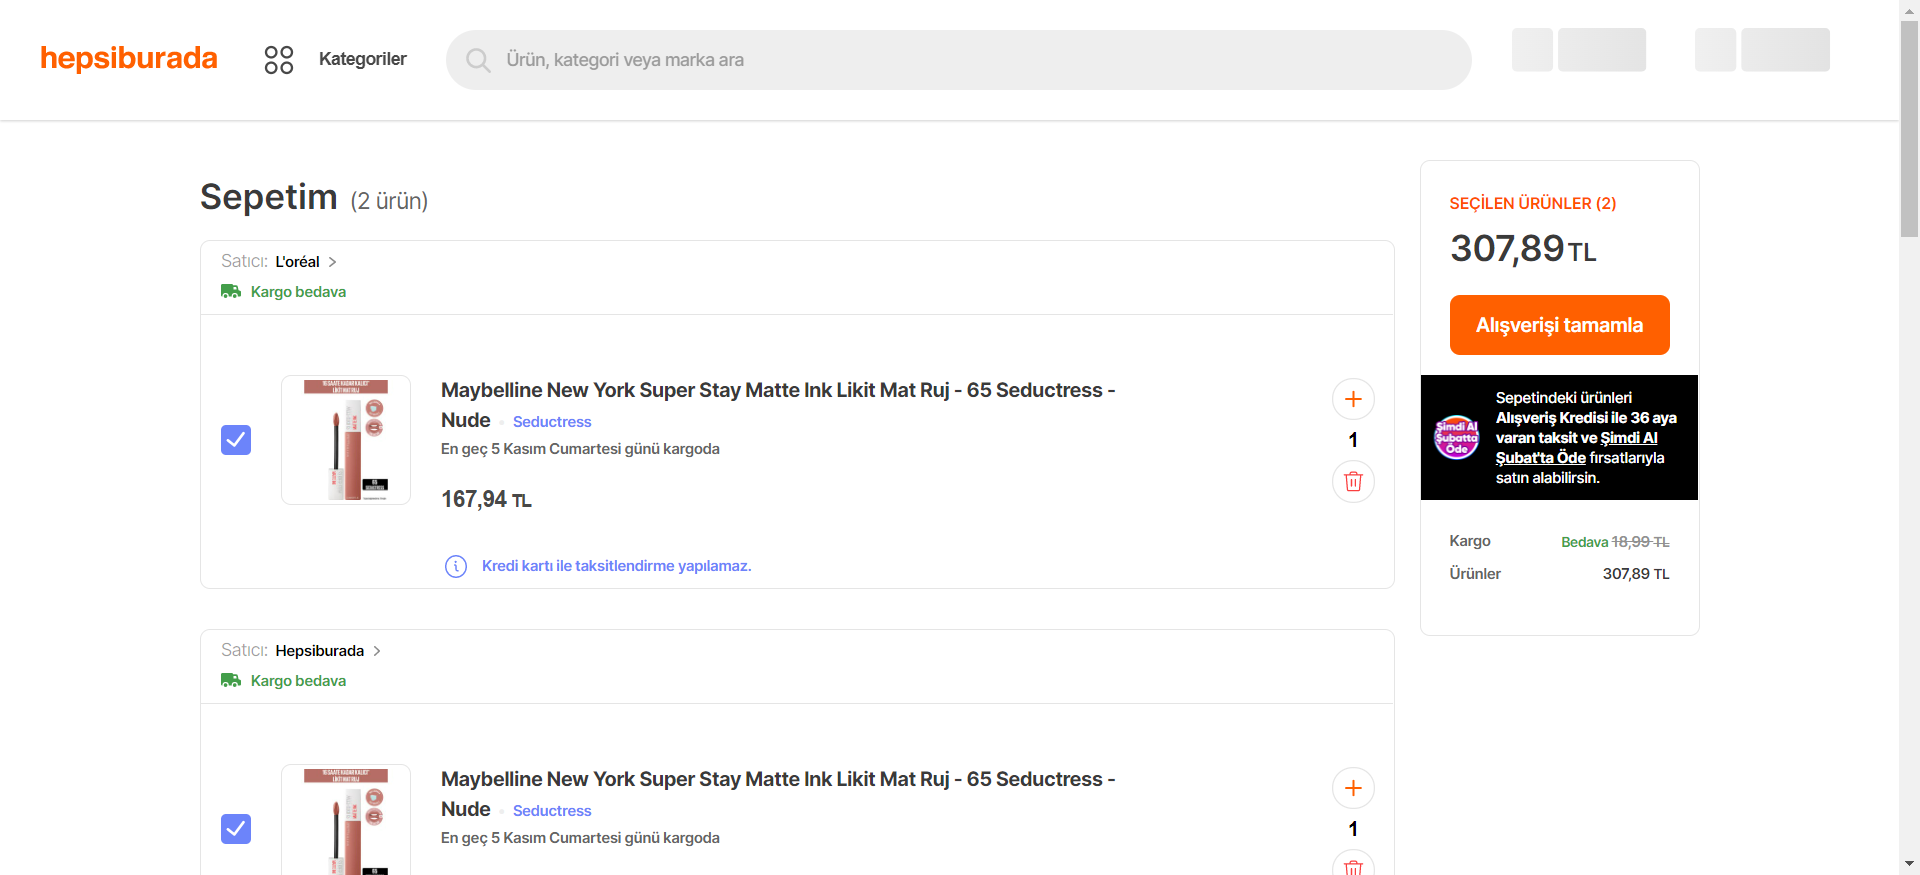 hepsiburada
Kategoriler
Ürün, kategori veya marka ara
Sepetim (2 ürün)
Satıcı: L'oréal
Kargo bedava
Maybelline New York Super Stay Matte Ink Likit Mat Ruj - 65 Seductress -
Nude Seductress
En geç 5 Kasım Cumartesi günü kargoda
167,94 TL
1
Kredi kartı ile taksitlendirme yapılamaz.
Satıcı: Hepsiburada
Kargo bedava
Maybelline New York Super Stay Matte Ink Likit Mat Ruj - 65 Seductress -
Nude Seductress
En geç 5 Kasım Cumartesi günü kargoda
1
SEÇİLEN ÜRÜNLER (2)
307,89 TL
Alışverişi tamamla
Şimdi Al
Şubatta
Öde
Sepetindeki ürünleri
Alışveriş Kredisi ile 36 aya
varan taksit ve Şimdi Al
Şubat'ta Öde fırsatlarıyla
satın alabilirsin.
Kargo Bedava 18,99 TL
Ürünler 307,89 TL